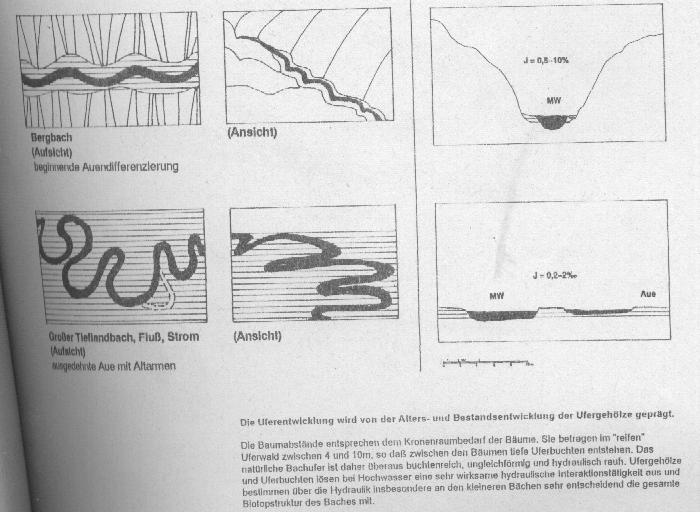 J = 0,5-10%
MW
Bergbach
(Aufsicht)
beginnende Auendifferenzierung
(Ansicht)
J = 0,2-2‰
MW
Aue
Großer Tieflandbach, Fluß, Strom
(Aufsicht)
ausgedehnte Aue mit Altarmen
(Ansicht)
Die Uferentwicklung wird von der Alters- und Bestandsentwicklung der Ufergehölze geprägt.
Die Baumabstände entsprechen dem Kronenraumbedarf der Bäume. Sie betragen im "reifen"
Uferwald zwischen 4 und 10m, so daß zwischen den Bäumen tiefe Uferbuchten entstehen. Das
natürliche Bachufer ist daher überaus buchtenreich, ungleichförmig und hydraulisch rauh. Ufergehölze
und Uferbuchten lösen bei Hochwasser eine sehr wirksame hydraulische Interaktionstätigkeit aus und
bestimmen über die Hydraulik insbesondere an den kleineren Bächen sehr entscheidend die gesamte
Biotopstruktur des Baches mit.